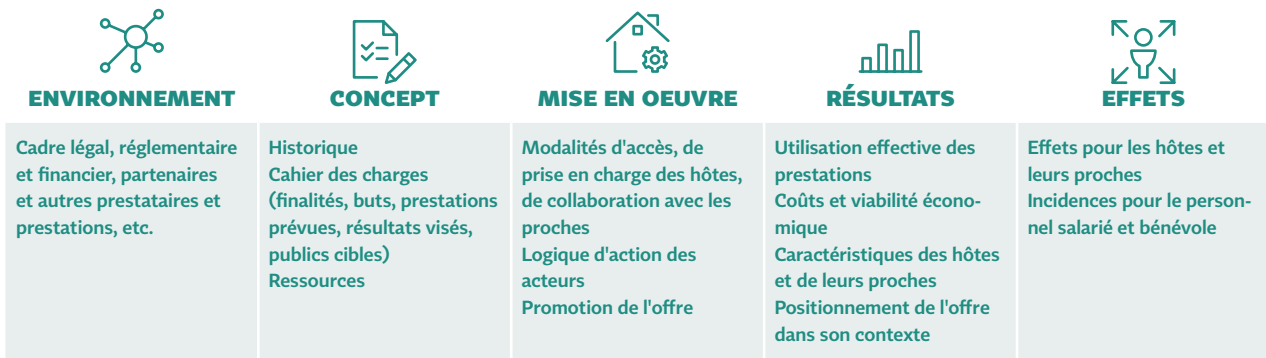 ENVIRONNEMENT
Cadre légal, réglementaire
et financier, partenaires
et autres prestataires et
prestations, etc.
CONCEPT
Historique
Cahier des charges
(finalités, buts, prestations
prévues, résultats visés,
publics cibles)
Ressources
MISE EN OEUVRE
Modalités d'accès, de
prise en charge des hôtes,
de collaboration avec les
proches
Logique d'action des
acteurs
Promotion de l'offre
RÉSULTATS
Utilisation effective des
prestations
Coûts et viabilité écono-
mique
Caractéristiques des hôtes
et de leurs proches
Positionnement de l'offre
dans son contexte
EFFETS
Effets pour les hôtes et
leurs proches
Incidences pour le person-
nel salarié et bénévole